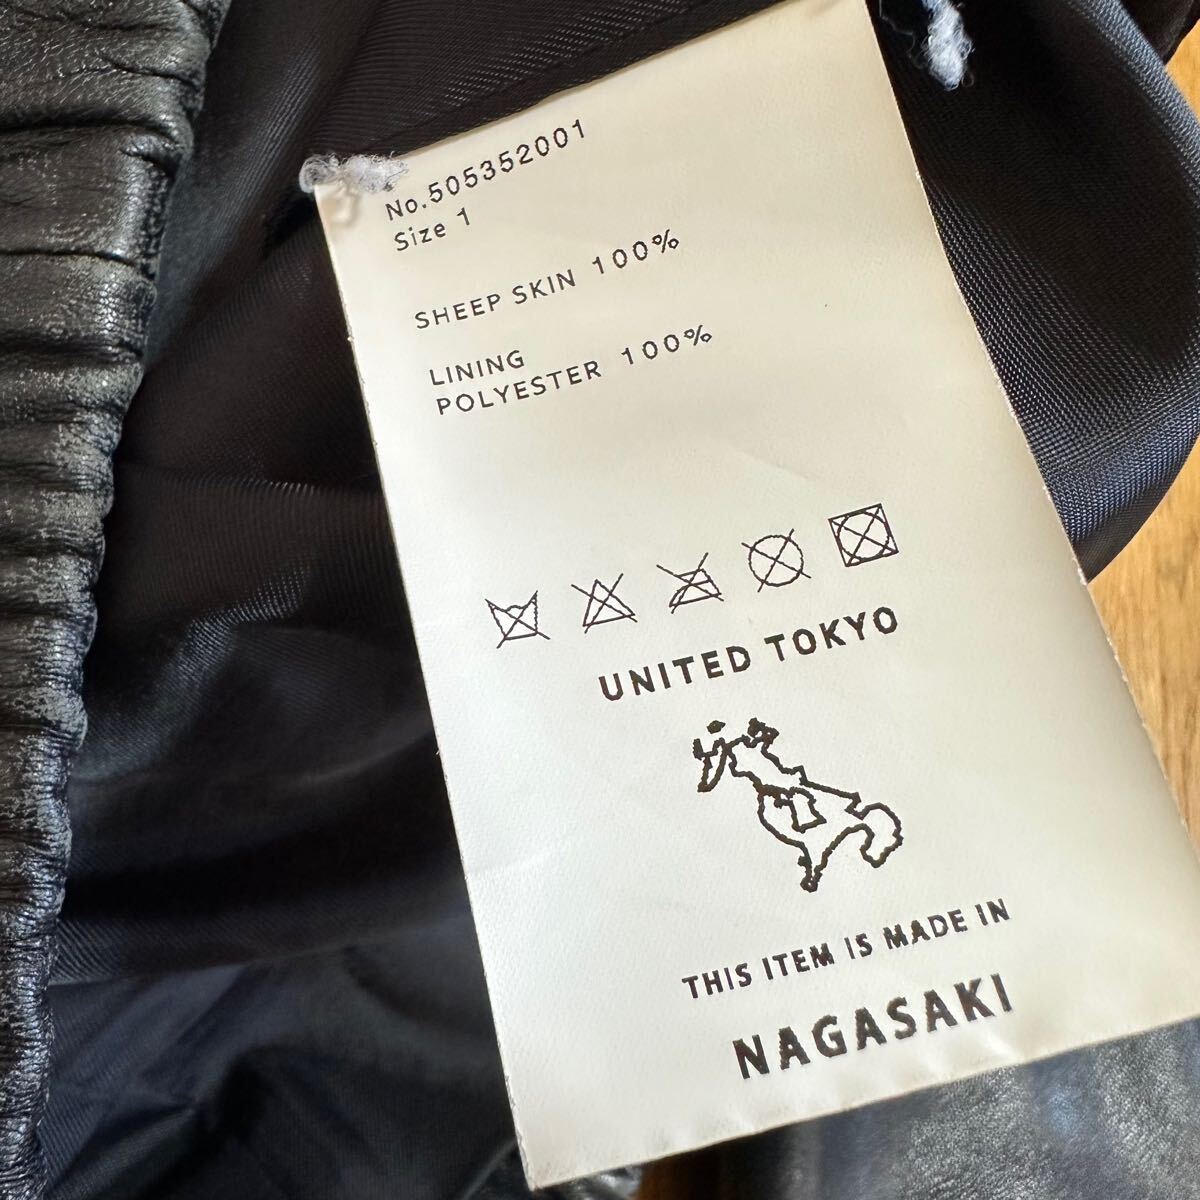 No.505352001
Size 1
SHEEP SKIN 100%
LINING
POLYESTER 100%
UNITED TOKYO
THIS ITEM IS MADE IN
NAGASAKI